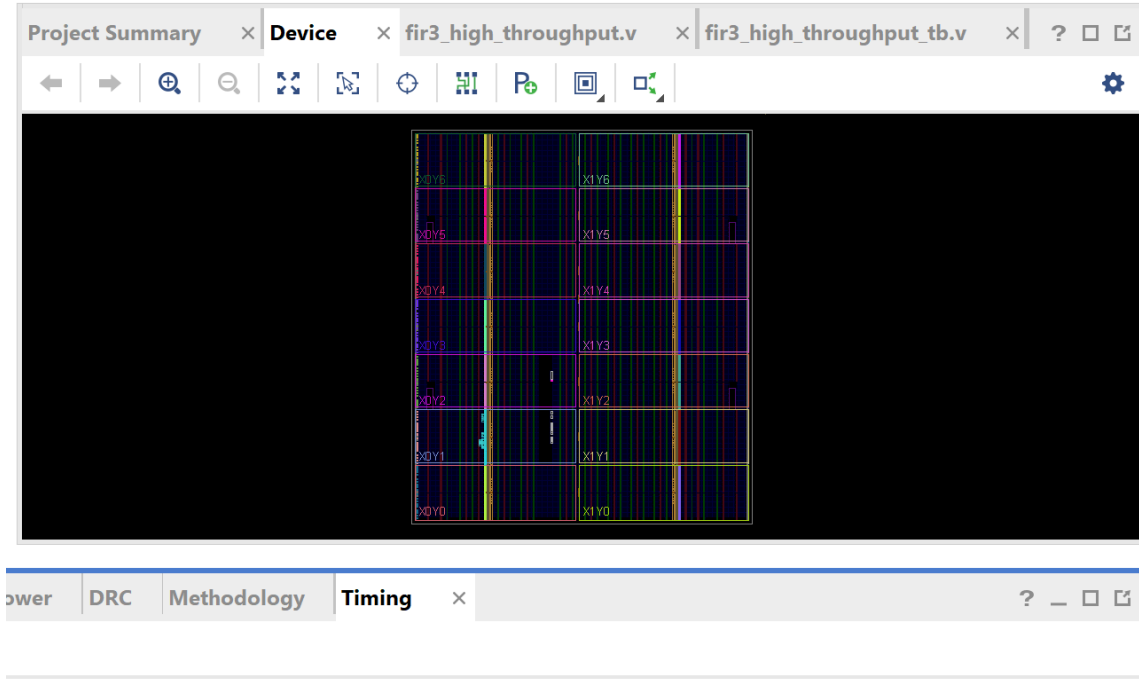 Project Summary × Device × fir3_high_throughput.v × fir3_high_throughput_tb.v × ?
X0Y6 X1Y6
X0Y5 X1Y5
X0Y4 X1Y4
X0Y3 X1Y3
X0Y2 X1Y2
X0Y1 X1Y1
X0Y0 X1Y0
ower DRC Methodology Timing × ?